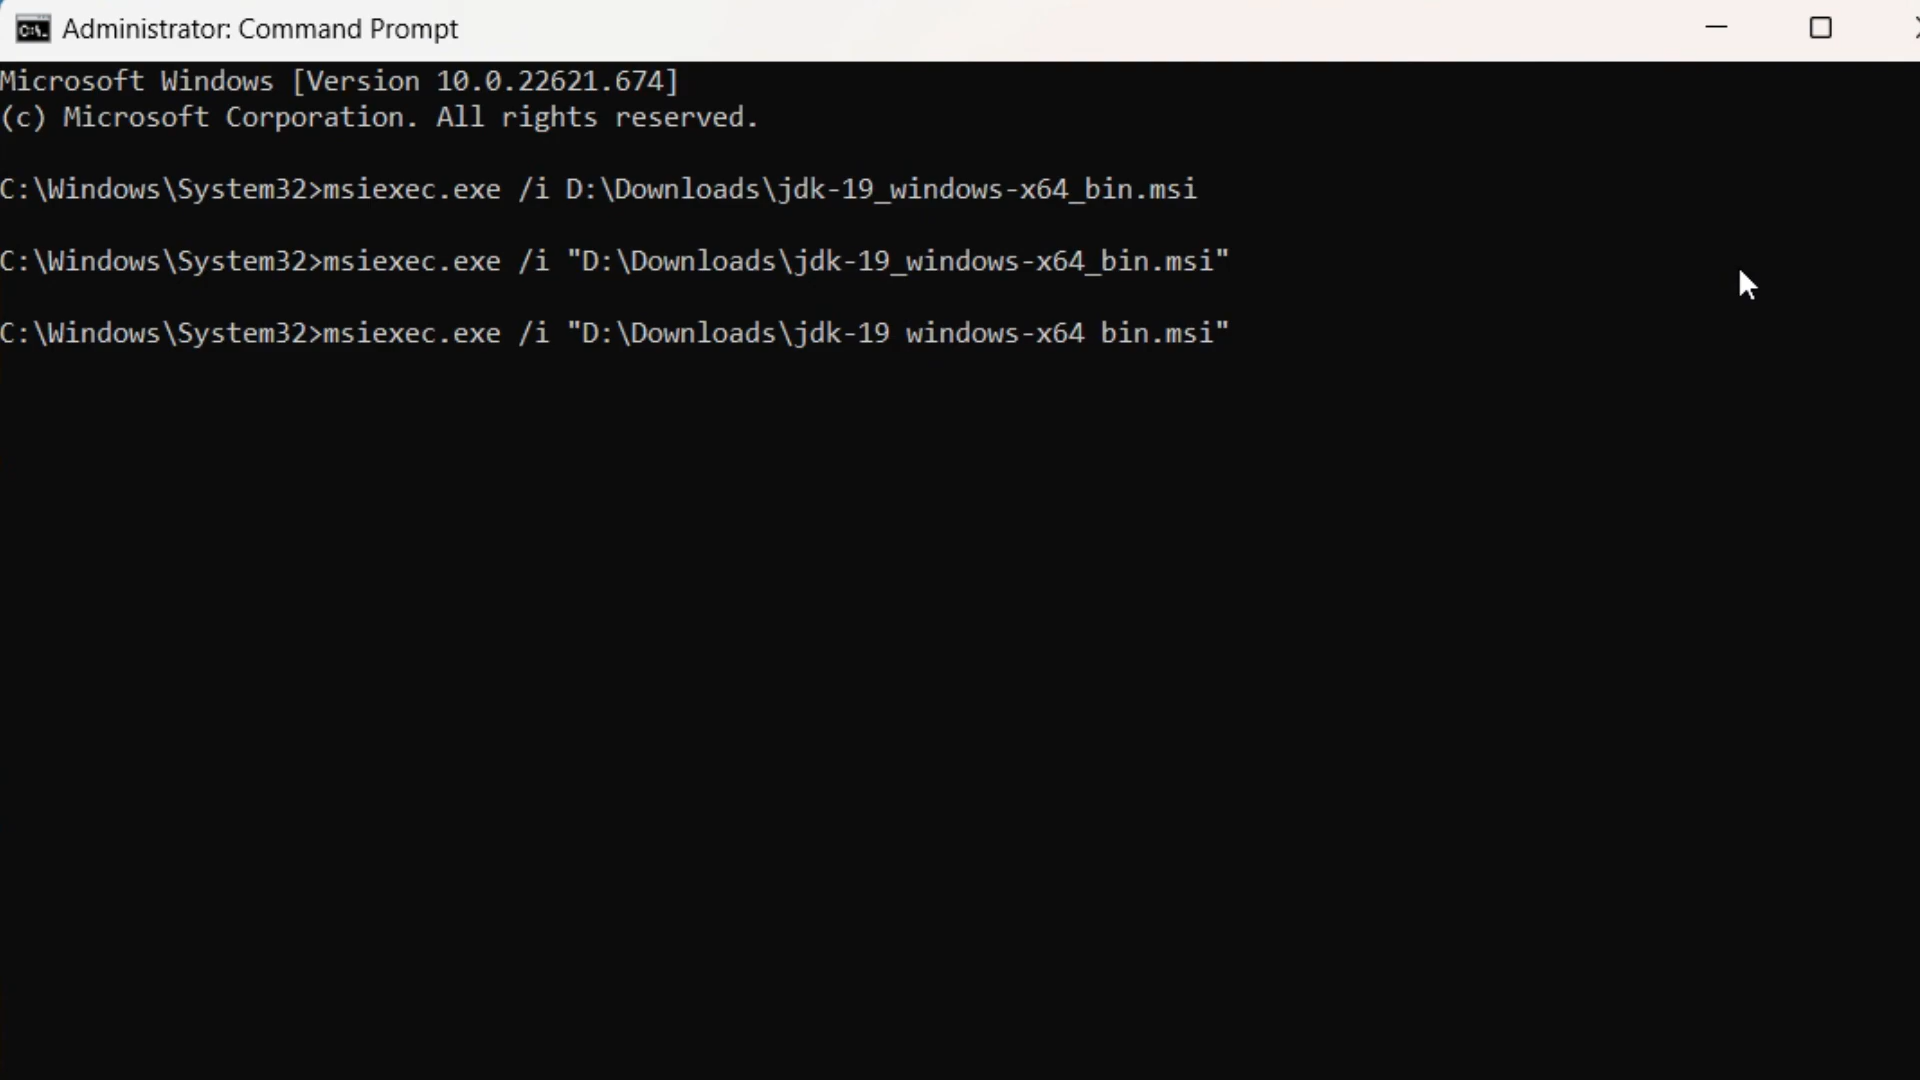 Administrator: Command Prompt
Microsoft Windows [Version 10.0.22621.674]
(c) Microsoft Corporation. All rights reserved.
C:\Windows\System32>msiexec.exe /i D:\Downloads\jdk-19_windows-x64_bin.msi
C:\Windows\System32>msiexec.exe /i "D:\Downloads\jdk-19_windows-x64_bin.msi"
C:\Windows\System32>msiexec.exe /i "D:\Downloads\jdk-19 windows-x64 bin.msi"